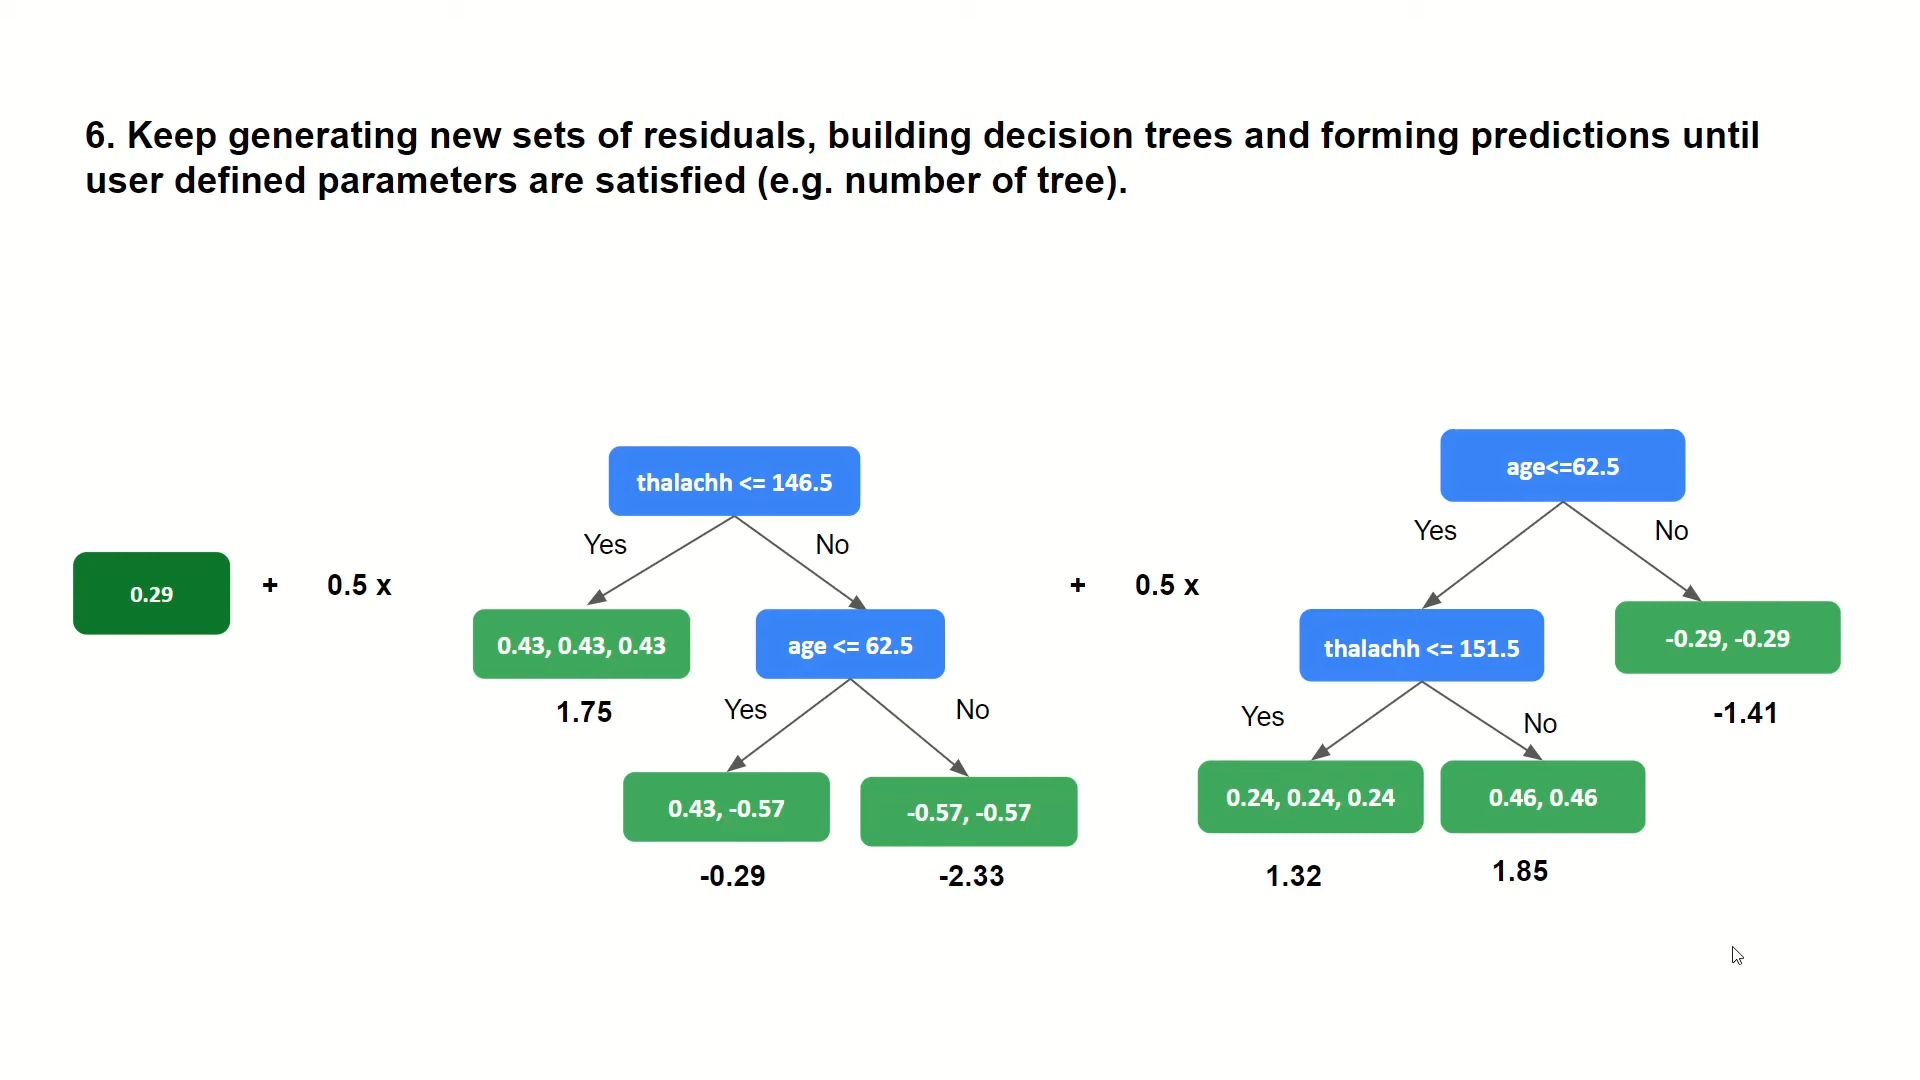 6. Keep generating new sets of residuals, building decision trees and forming predictions until
user defined parameters are satisfied (e.g. number of tree).
0.29
+
0.5 x
thalachh <= 146.5
Yes
No
0.43, 0.43, 0.43
1.75
age <= 62.5
Yes
No
0.43, -0.57
-0.29
-0.57, -0.57
-2.33
+
0.5 x
age<=62.5
Yes
No
thalachh <= 151.5
-0.29, -0.29
-1.41
Yes
No
0.24, 0.24, 0.24
0.46, 0.46
1.32
1.85